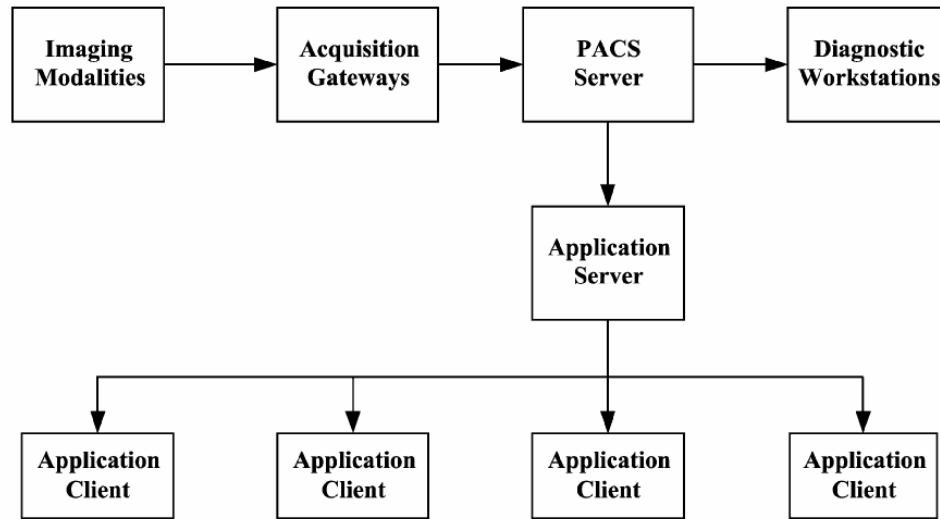 Imaging
Modalities
Acquisition
Gateways
PACS
Server
Diagnostic
Workstations
Application
Server
Application
Client
Application
Client
Application
Client
Application
Client